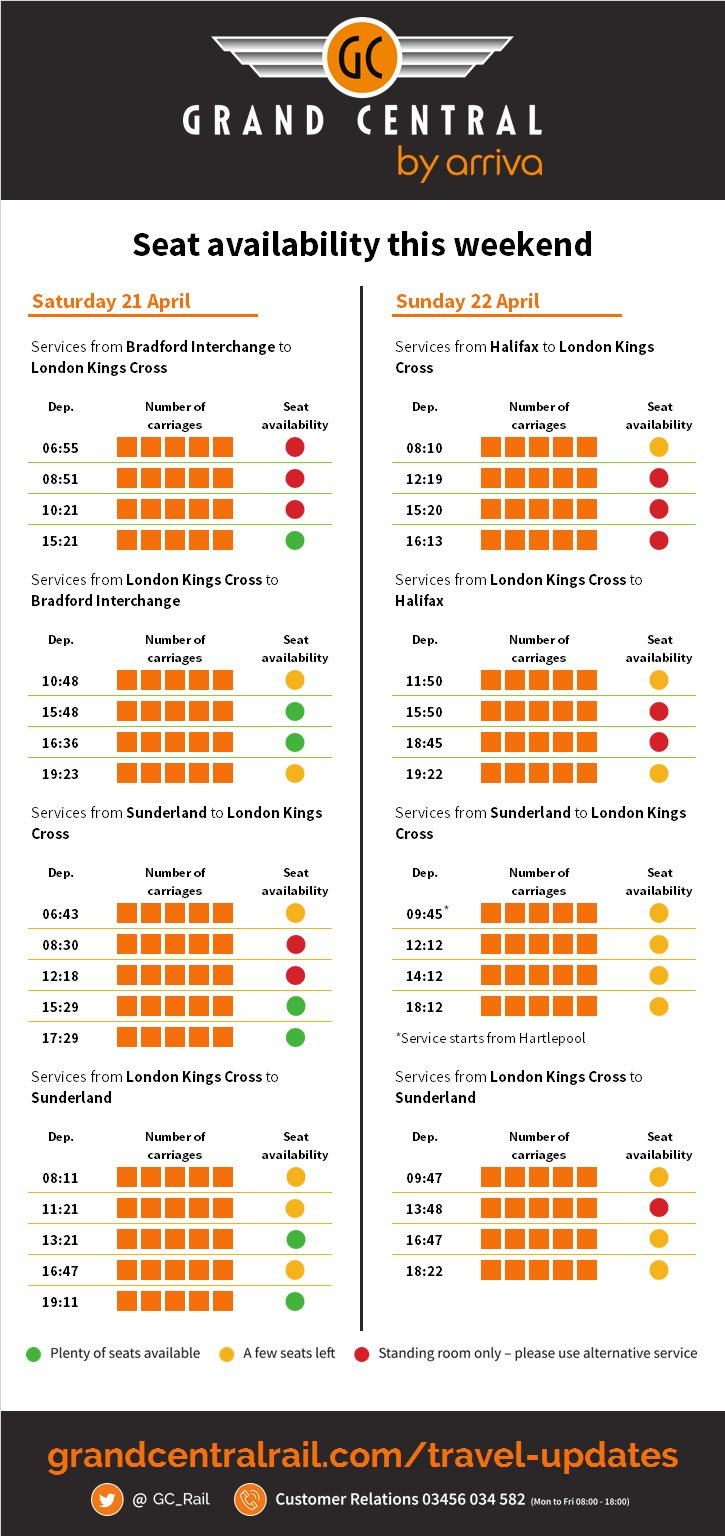 GC
GRAND CENTRAL
by arriva
Seat availability this weekend
Saturday 21 April
Services from Bradford Interchange to
London Kings Cross
Dep. Number of carriages Seat availability
06:55
08:51
10:21
15:21
Services from London Kings Cross to
Bradford Interchange
Dep. Number of carriages Seat availability
10:48
15:48
16:36
19:23
Services from Sunderland to London Kings
Cross
Dep. Number of carriages Seat availability
06:43
08:30
12:18
15:29
17:29
Services from London Kings Cross to
Sunderland
Dep. Number of carriages Seat availability
08:11
11:21
13:21
16:47
19:11
Sunday 22 April
Services from Halifax to London Kings
Cross
Dep. Number of carriages Seat availability
08:10
12:19
15:20
16:13
Services from London Kings Cross to
Halifax
Dep. Number of carriages Seat availability
11:50
15:50
18:45
19:22
Services from Sunderland to London Kings
Cross
Dep. Number of carriages Seat availability
09:45*
12:12
14:12
18:12
*Service starts from Hartlepool
Services from London Kings Cross to
Sunderland
Dep. Number of carriages Seat availability
09:47
13:48
16:47
18:22
Plenty of seats available A few seats left Standing room only – please use alternative service
grandcentralrail.com/travel-updates
@ GC_Rail Customer Relations 03456 034 582 (Mon to Fri 08:00 - 18:00)